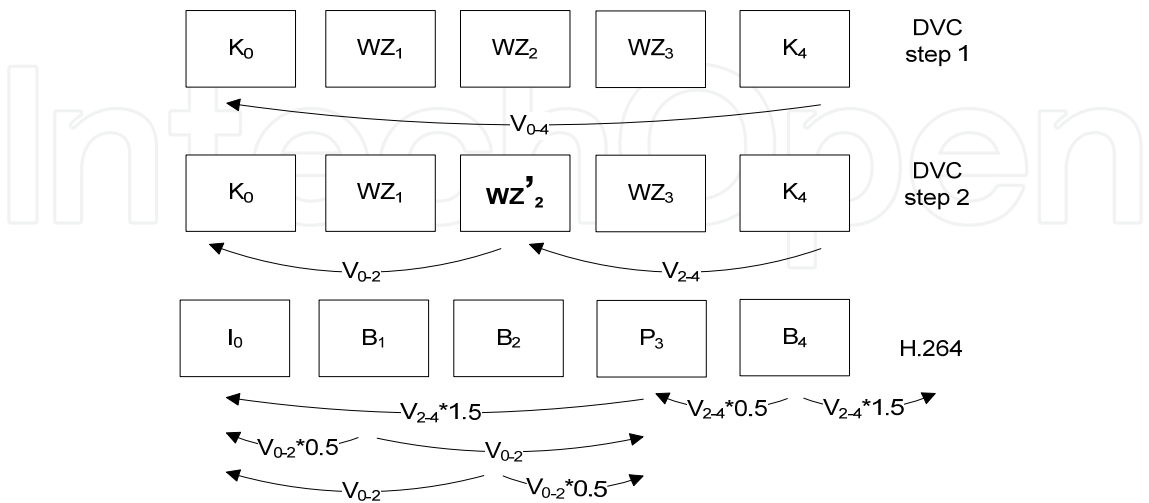 K₀ WZ₁ WZ₂ WZ₃ K₄ DVC
step 1
V₀₋₄
K₀ WZ₁ WZ'₂ WZ₃ K₄ DVC
step 2
V₀₋₂ V₂₋₄
I₀ B₁ B₂ P₃ B₄ H.264
V₂₋₄*1.5 V₂₋₄*0.5 V₂₋₄*1.5
V₀₋₂*0.5 V₀₋₂
V₀₋₂ V₀₋₂*0.5
IntechOpen